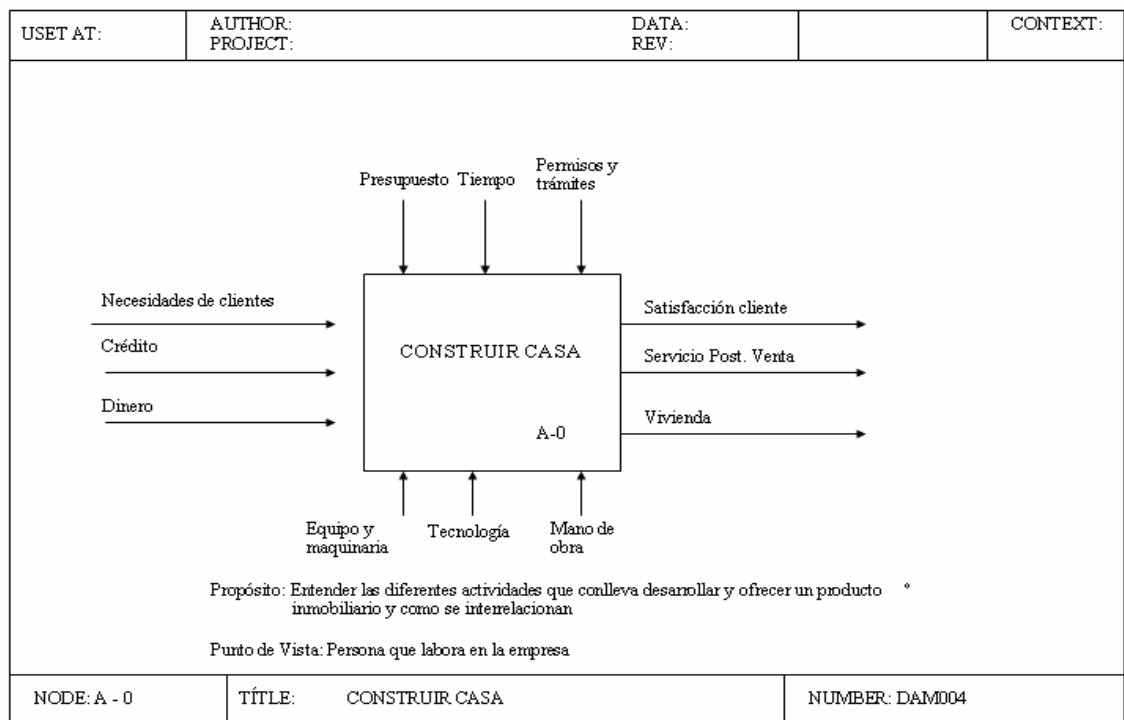 USET AT:
AUTHOR:
PROJECT:
DATA:
REV:
CONTEXT:
Presupuesto
Tiempo
Permisos y
trámites
Necesidades de clientes
Crédito
Dinero
CONSTRUIR CASA
A-0
Satisfacción cliente
Servicio Post. Venta
Vivienda
Equipo y
maquinaria
Tecnología
Mano de
obra
Propósito: Entender las diferentes actividades que conlleva desarrollar y ofrecer un producto °
inmobiliario y como se interrelacionan
Punto de Vista: Persona que labora en la empresa
NODE: A - 0
TÍTLE: CONSTRUIR CASA
NUMBER: DAM004